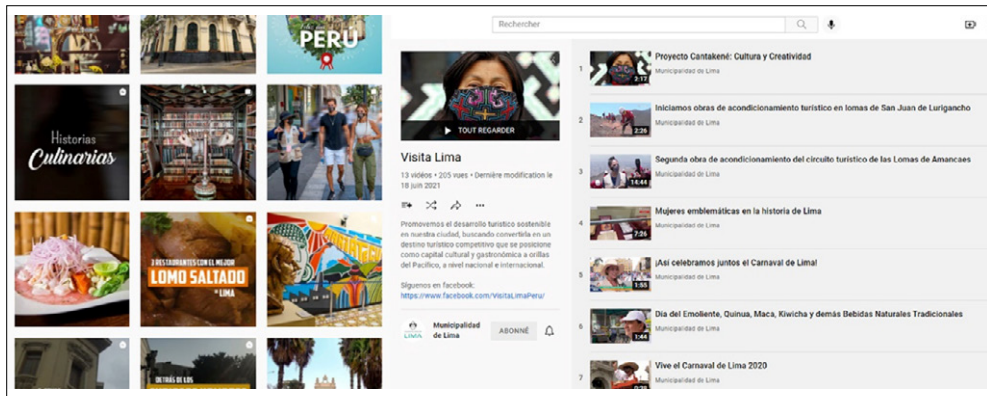 PERÚ
Historias
Culinarias
3 RESTAURANTES CON EL MEJOR
LOMO SALTADO
DE LIMA
DETRÁS DE LOS
Rechercher
TOUT REGARDER
Visita Lima
13 vidéos • 205 vues • Dernière modification le
18 juin 2021
Promovemos el desarrollo turístico sostenible
en nuestra ciudad, buscando convertirla en un
destino turístico competitivo que se posicione
como capital cultural y gastronómica a orillas
del Pacífico, a nivel nacional e internacional.
Síguenos en facebook:
https://www.facebook.com/VisitaLimaPeru/
LIMA
Municipalidad
de Lima
ABONNÉ
1
3:17
Proyecto Cantakené: Cultura y Creatividad
Municipalidad de Lima
2
2:26
Iniciamos obras de acondicionamiento turístico en lomas de San Juan de Lurigancho
Municipalidad de Lima
3
14:44
Segunda obra de acondicionamiento del circuito turístico de las Lomas de Amancaes
Municipalidad de Lima
4
7:26
Mujeres emblemáticas en la historia de Lima
Municipalidad de Lima
5
1:55
¡Así celebramos juntos el Carnaval de Lima!
Municipalidad de Lima
6
1:44
Día del Emoliente, Quinua, Maca, Kiwicha y demás Bebidas Naturales Tradicionales
Municipalidad de Lima
7
Vive el Carnaval de Lima 2020
Municipalidad de Lima